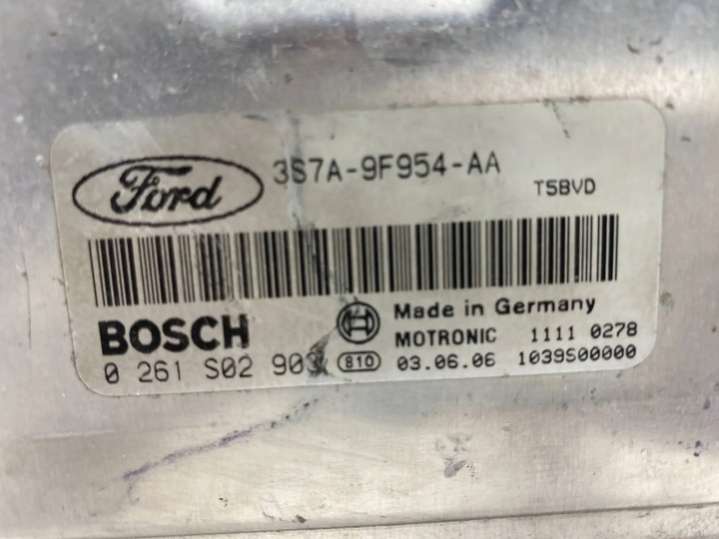 Ford
3S7A-9F954-AA
T5BVD
BOSCH
Made in Germany
MOTRONIC 1111 0278
0 261 S02 903
810
03.06.06 1039S00000